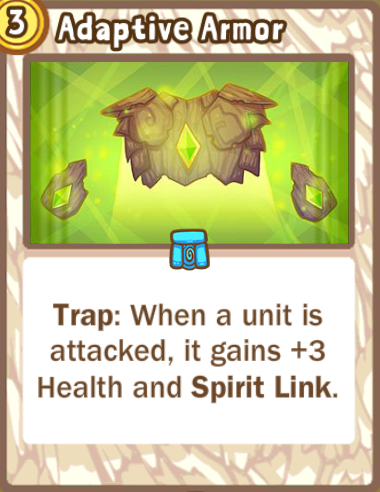 3
Adaptive Armor
Trap: When a unit is
attacked, it gains +3
Health and Spirit Link.